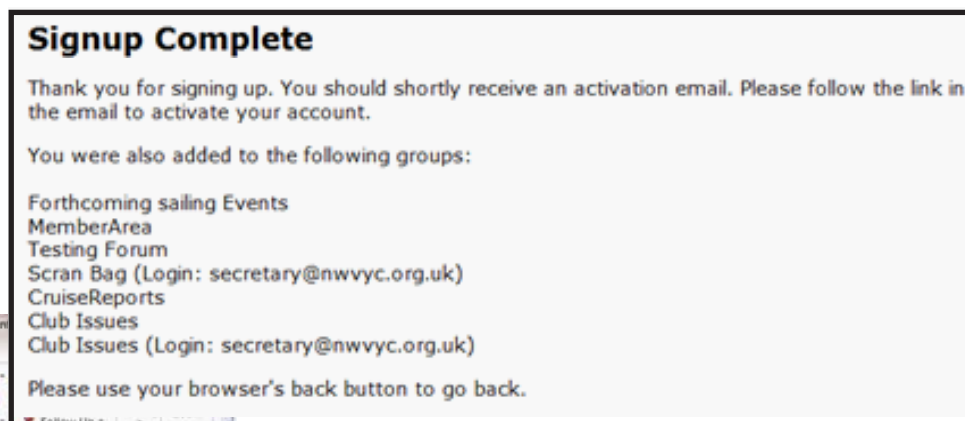 Signup Complete
Thank you for signing up. You should shortly receive an activation email. Please follow the link in
the email to activate your account.
You were also added to the following groups:
Forthcoming sailing Events
MemberArea
Testing Forum
Scran Bag (Login: secretary@nwvyc.org.uk)
CruiseReports
Club Issues
Club Issues (Login: secretary@nwvyc.org.uk)
Please use your browser's back button to go back.